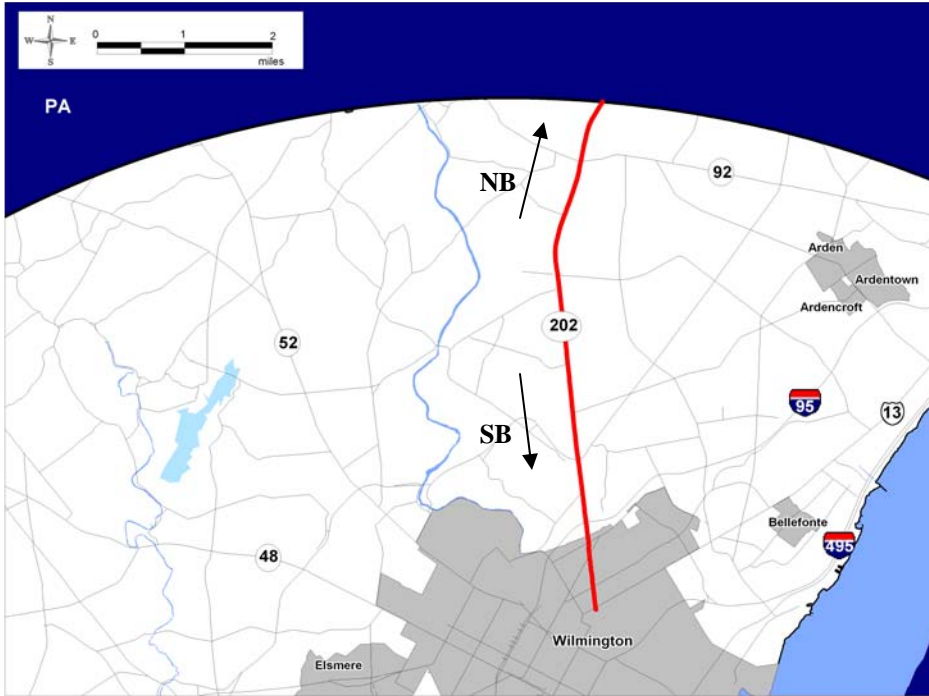 N
W E
S
0 1 2
miles
PA
NB
92
Arden
Ardentown
Ardencroft
202
52
95
13
SB
Bellefonte
495
48
Wilmington
Elsmere